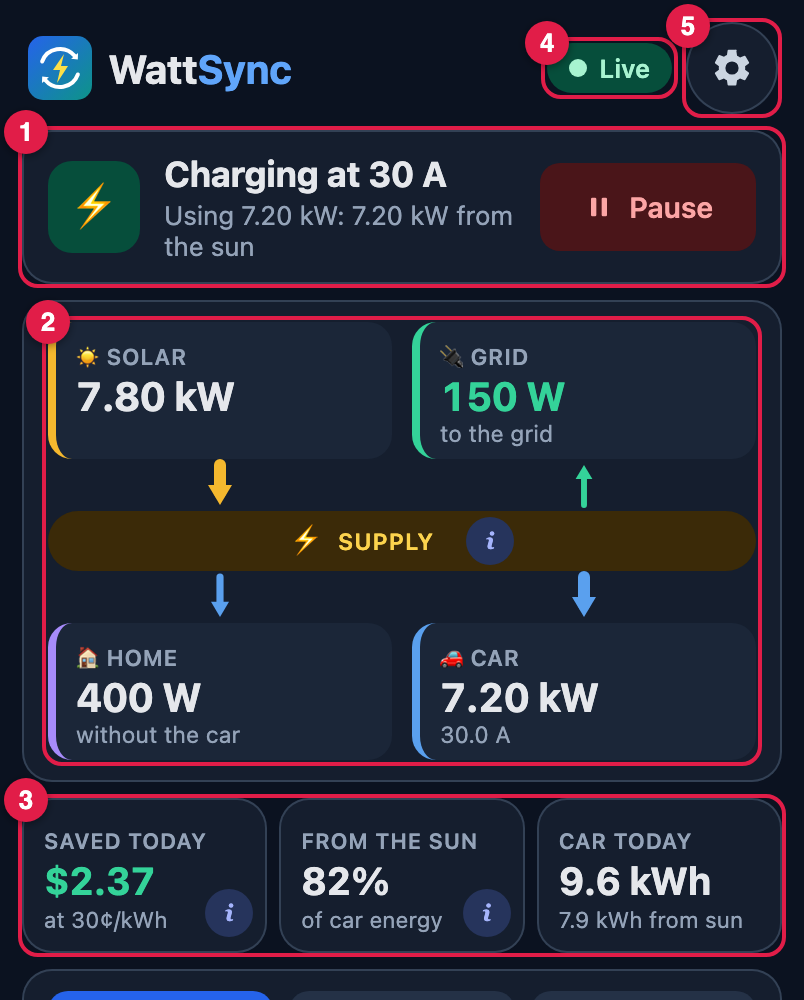 WattSync
4
Live
5
1
Charging at 30 A
Using 7.20 kW: 7.20 kW from
the sun
Pause
2
SOLAR
7.80 kW
GRID
150 W
to the grid
SUPPLY
i
HOME
400 W
without the car
CAR
7.20 kW
30.0 A
3
SAVED TODAY
$2.37
at 30¢/kWh
i
FROM THE SUN
82%
of car energy
i
CAR TODAY
9.6 kWh
7.9 kWh from sun